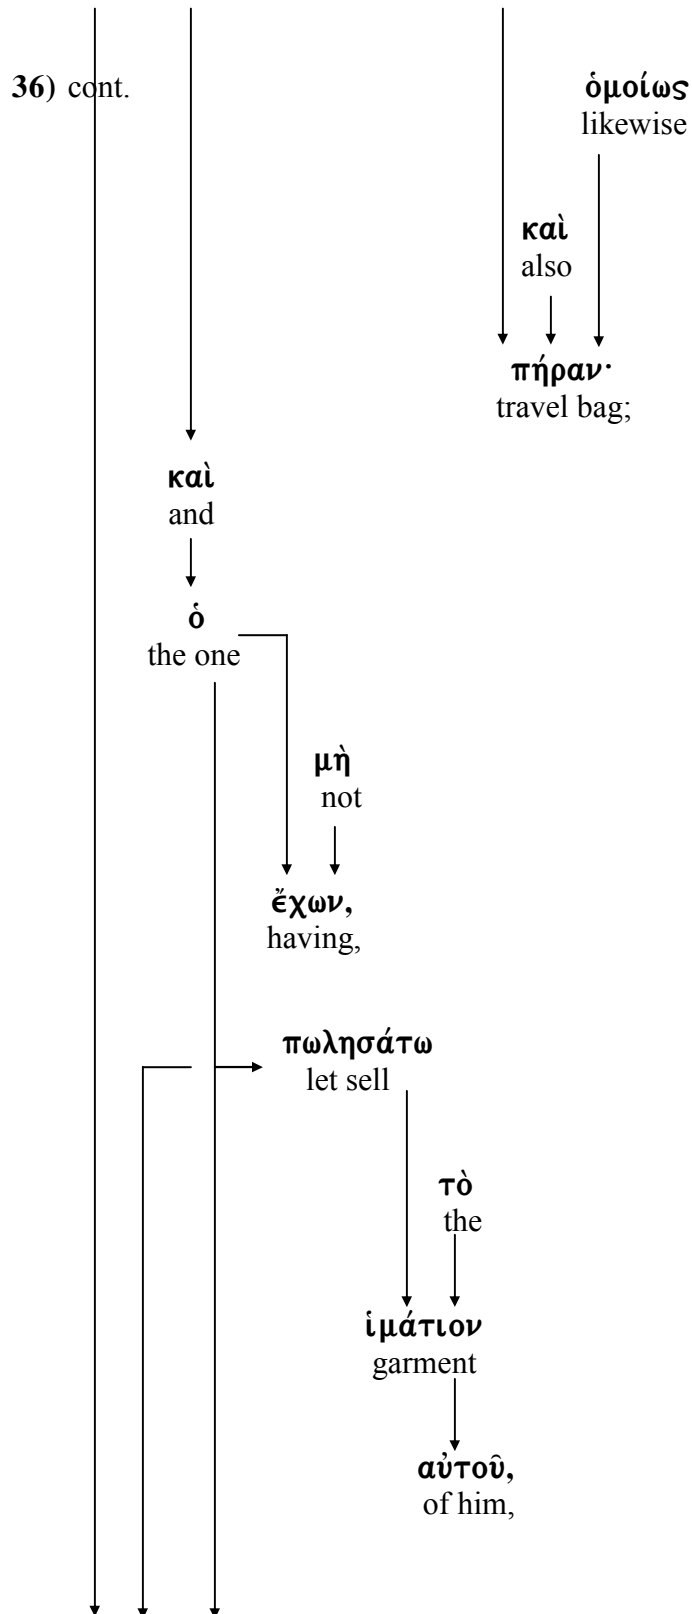 36) cont.
ὁμοίως
likewise
καὶ
also
πήραν·
travel bag;
καὶ
and
ὁ
the one
μὴ
not
ἔχων,
having,
πωλησάτω
let sell
τὸ
the
ἱμάτιον
garment
αὐτοῦ,
of him,